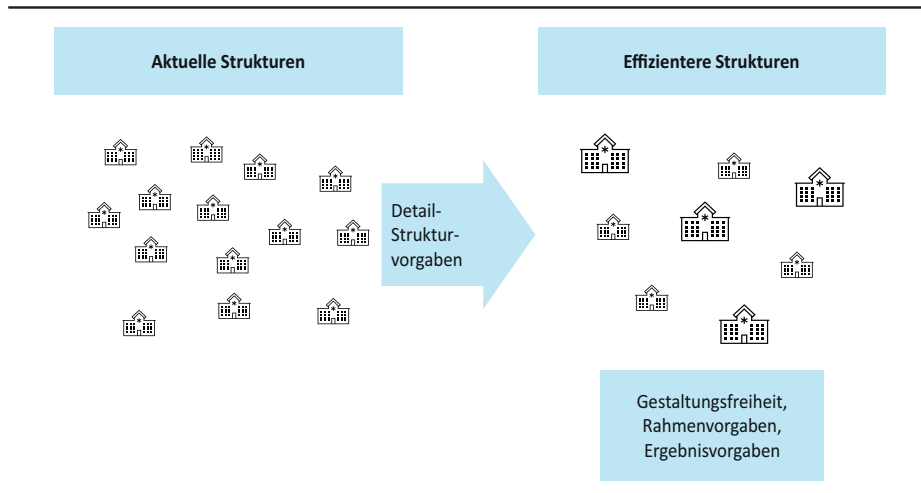 Aktuelle Strukturen
Effizientere Strukturen
Detail-
Struktur-
vorgaben
Gestaltungsfreiheit,
Rahmenvorgaben,
Ergebnisvorgaben